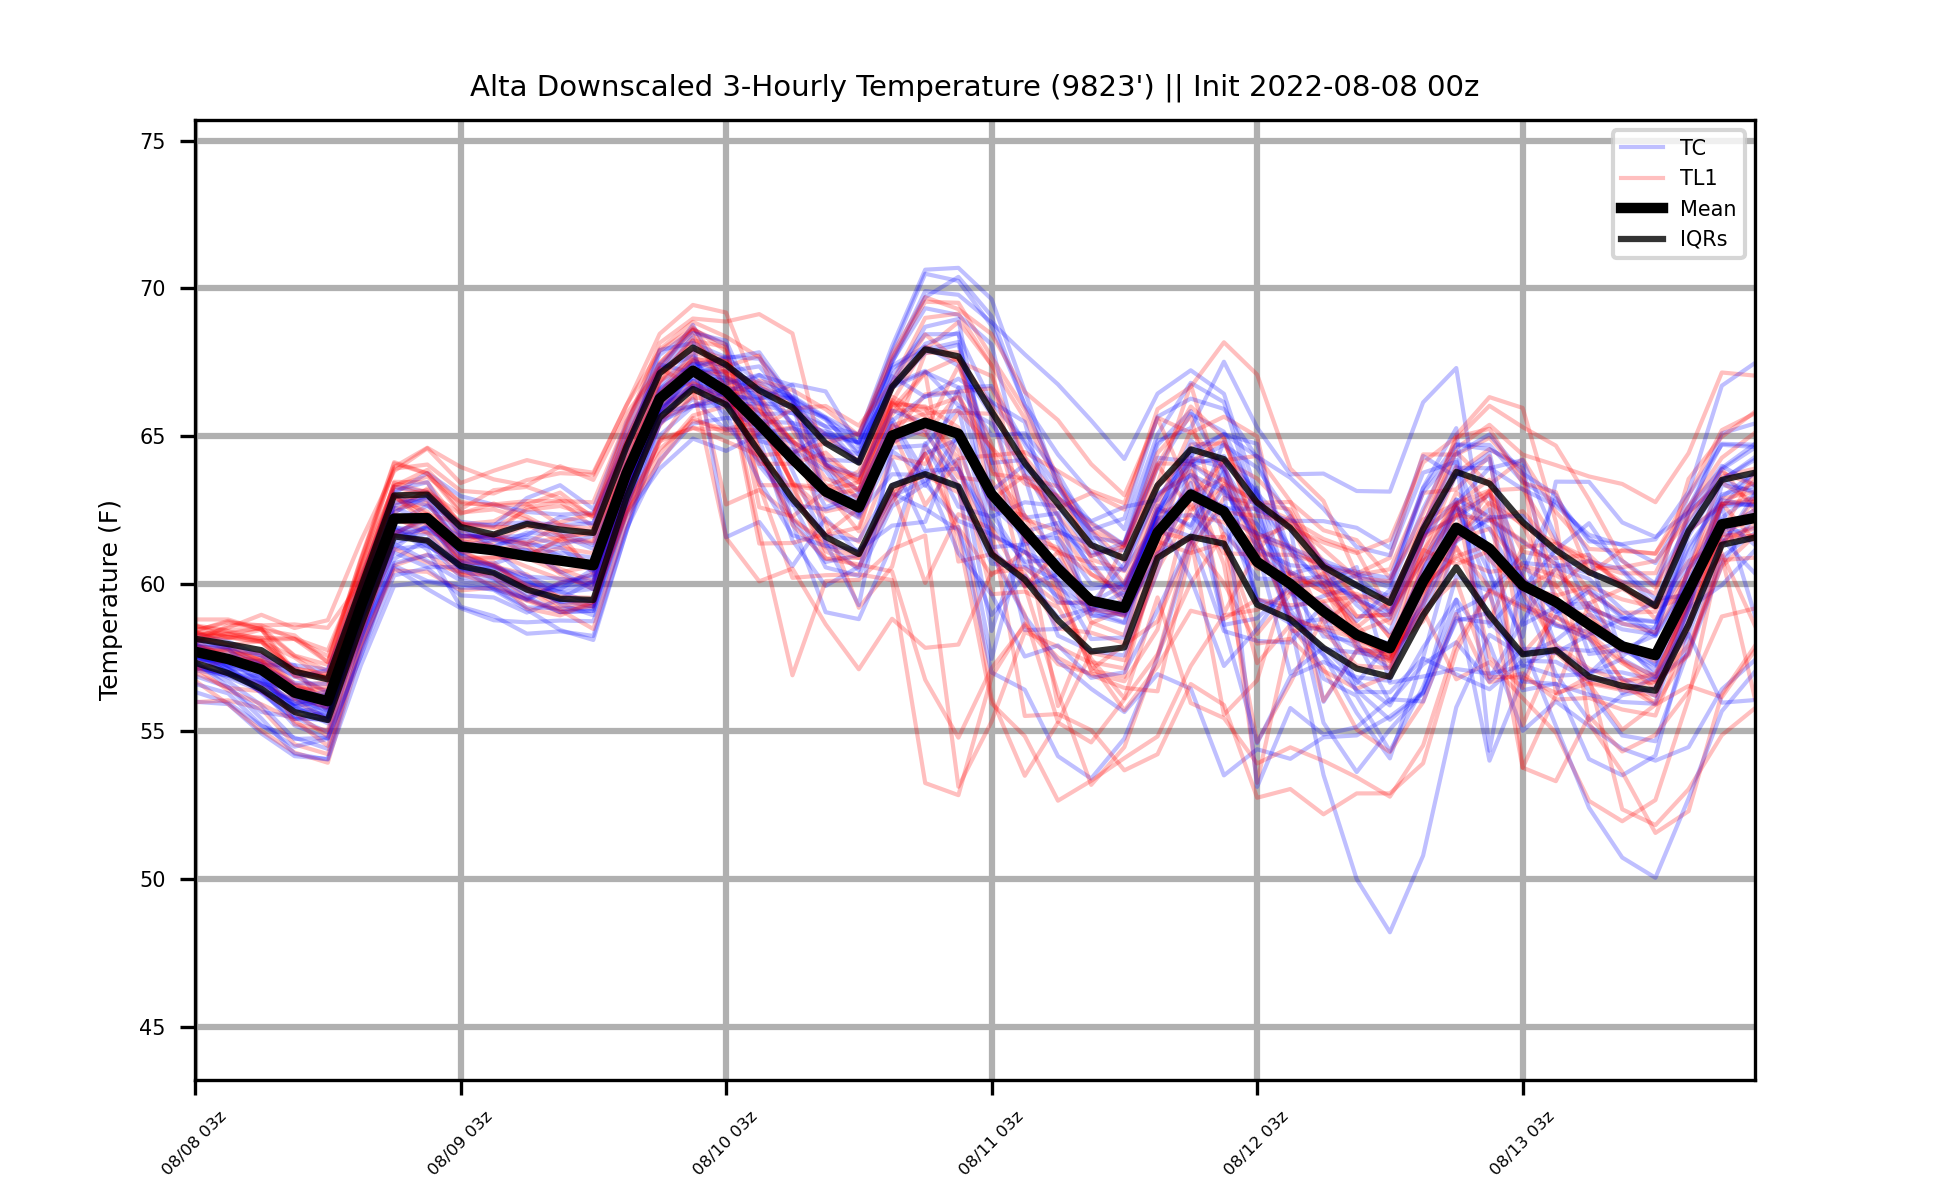 Alta Downscaled 3-Hourly Temperature (9823') || Init 2022-08-08 00z
TC
TL1
Mean
IQRs
Temperature (F)
75
70
65
60
55
50
45
08/08 03z
08/09 03z
08/10 03z
08/11 03z
08/12 03z
08/13 03z